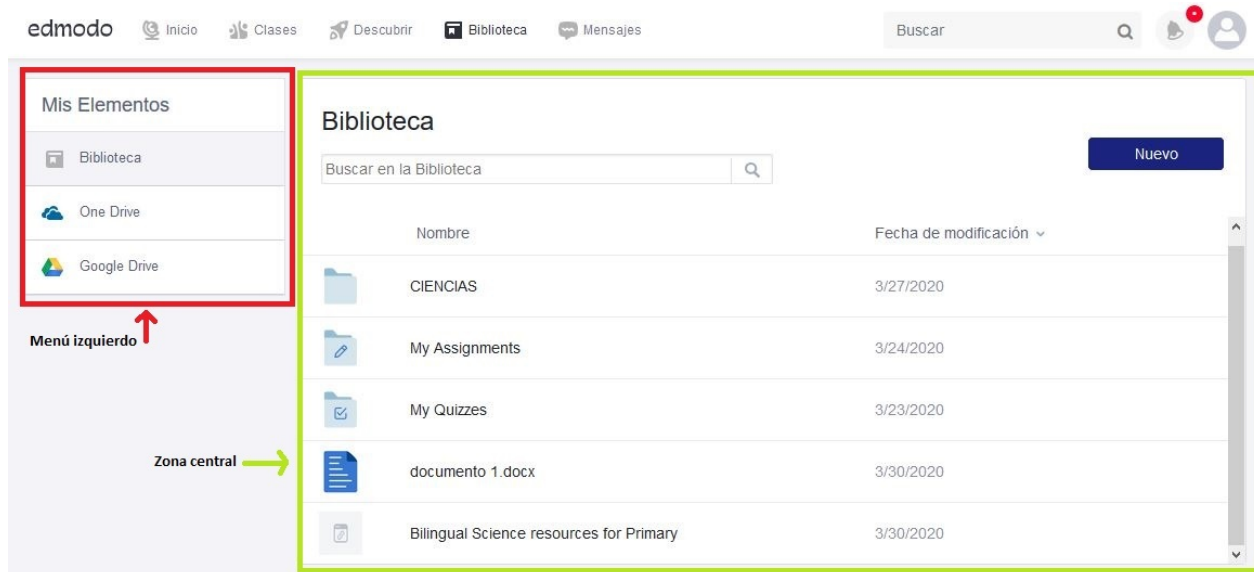 edmodo Inicio Clases Descubrir Biblioteca Mensajes Buscar
Mis Elementos
Biblioteca
One Drive
Google Drive
Menú izquierdo
Zona central
Biblioteca
Buscar en la Biblioteca
Nuevo
Nombre Fecha de modificación
CIENCIAS 3/27/2020
My Assignments 3/24/2020
My Quizzes 3/23/2020
documento 1.docx 3/30/2020
Bilingual Science resources for Primary 3/30/2020